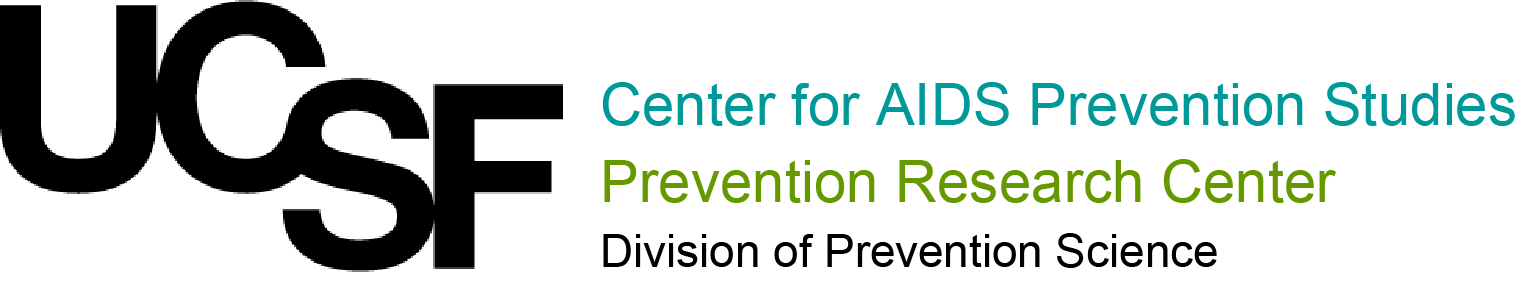 UCSF
Center for AIDS Prevention Studies
Prevention Research Center
Division of Prevention Science